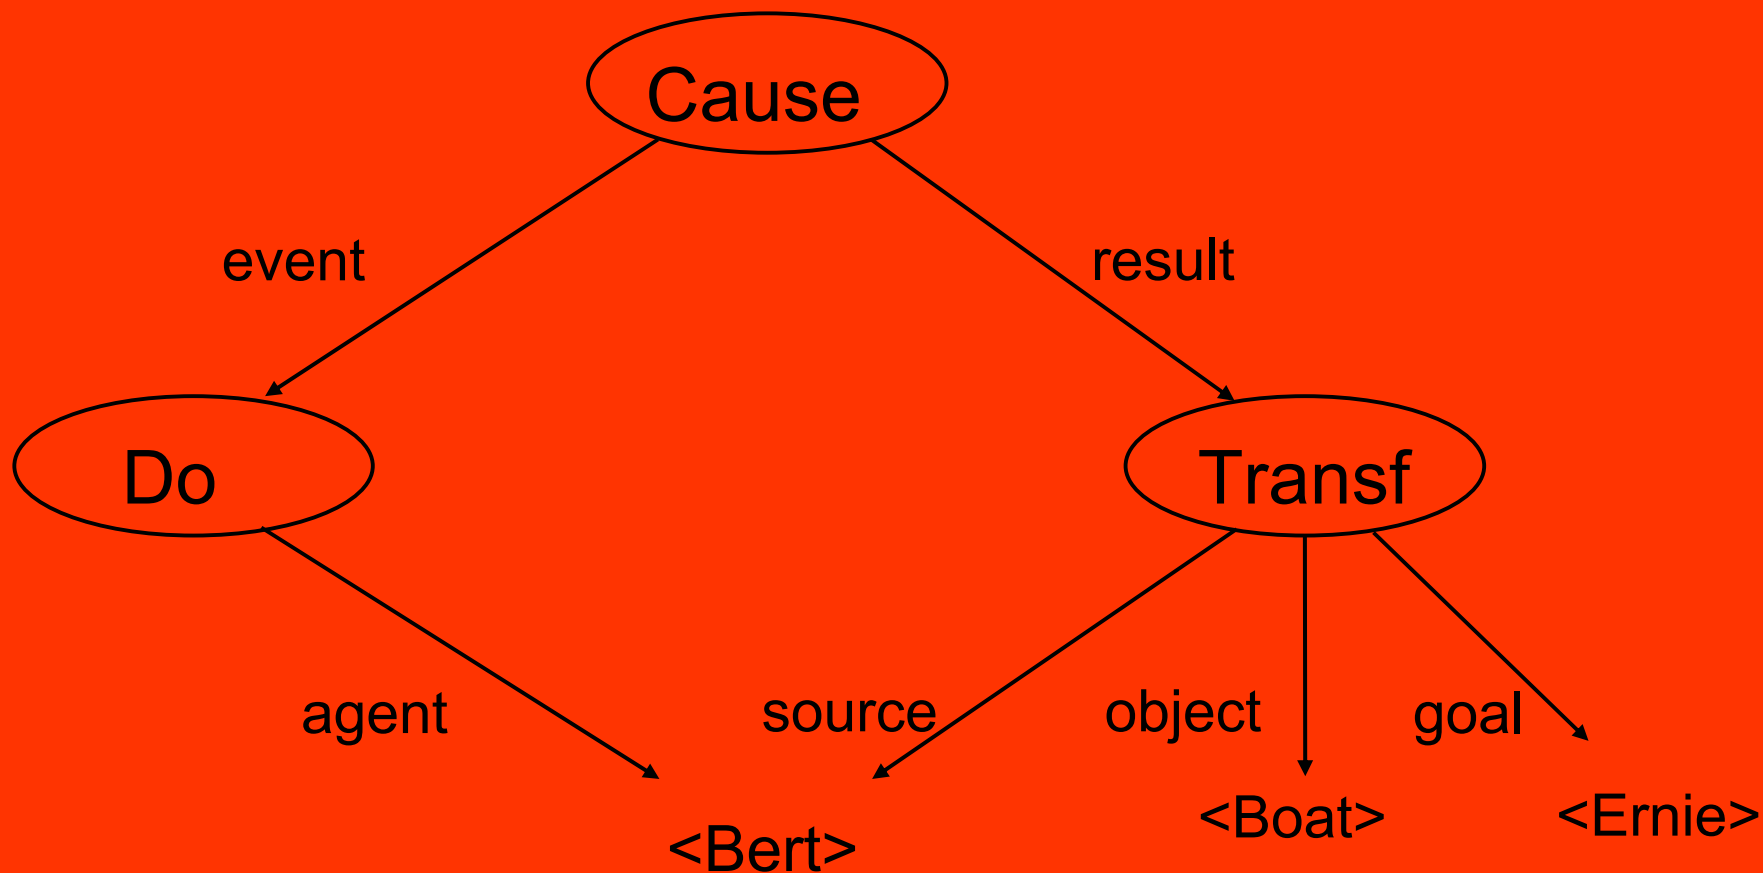 Cause
event
result
Do
Transf
agent
source
object
goal
<Bert>
<Boat>
<Ernie>